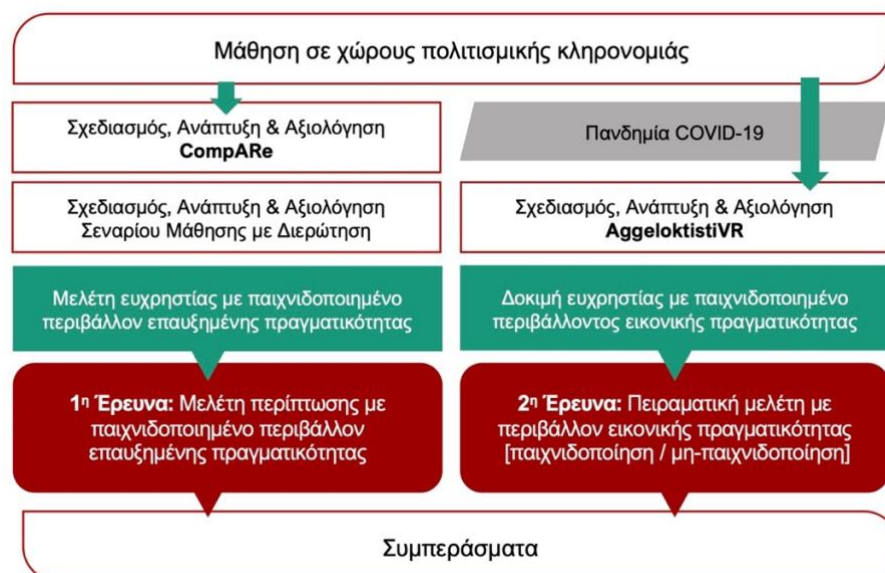 Μάθηση σε χώρους πολιτισμικής κληρονομιάς
Σχεδιασμός, Ανάπτυξη & Αξιολόγηση
CompARe
Σχεδιασμός, Ανάπτυξη & Αξιολόγηση
Σεναρίου Μάθησης με Διερώτηση
Μελέτη ευχρηστίας με παιχνιδοποιημένο
περιβάλλον επαυξημένης πραγματικότητας
1η Έρευνα: Μελέτη περίπτωσης με
παιχνιδοποιημένο περιβάλλον
επαυξημένης πραγματικότητας
Πανδημία COVID-19
Σχεδιασμός, Ανάπτυξη & Αξιολόγηση
AggeloktistiVR
Δοκιμή ευχρηστίας με παιχνιδοποιημένο
περιβάλλοντος εικονικής πραγματικότητας
2η Έρευνα: Πειραματική μελέτη με
περιβάλλον εικονικής πραγματικότητας
[παιχνιδοποίηση / μη-παιχνιδοποίηση]
Συμπεράσματα